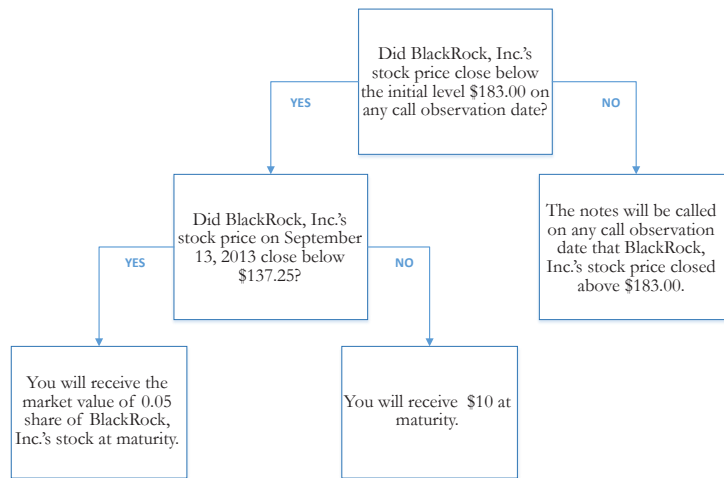 Did BlackRock, Inc.'s
stock price close below
the initial level $183.00 on
any call observation date?
YES
NO
Did BlackRock, Inc.'s
stock price on September
13, 2013 close below
$137.25?
The notes will be called
on any call observation
date that BlackRock,
Inc.'s stock price closed
above $183.00.
YES
NO
You will receive the
market value of 0.05
share of BlackRock,
Inc.'s stock at maturity.
You will receive $10 at
maturity.